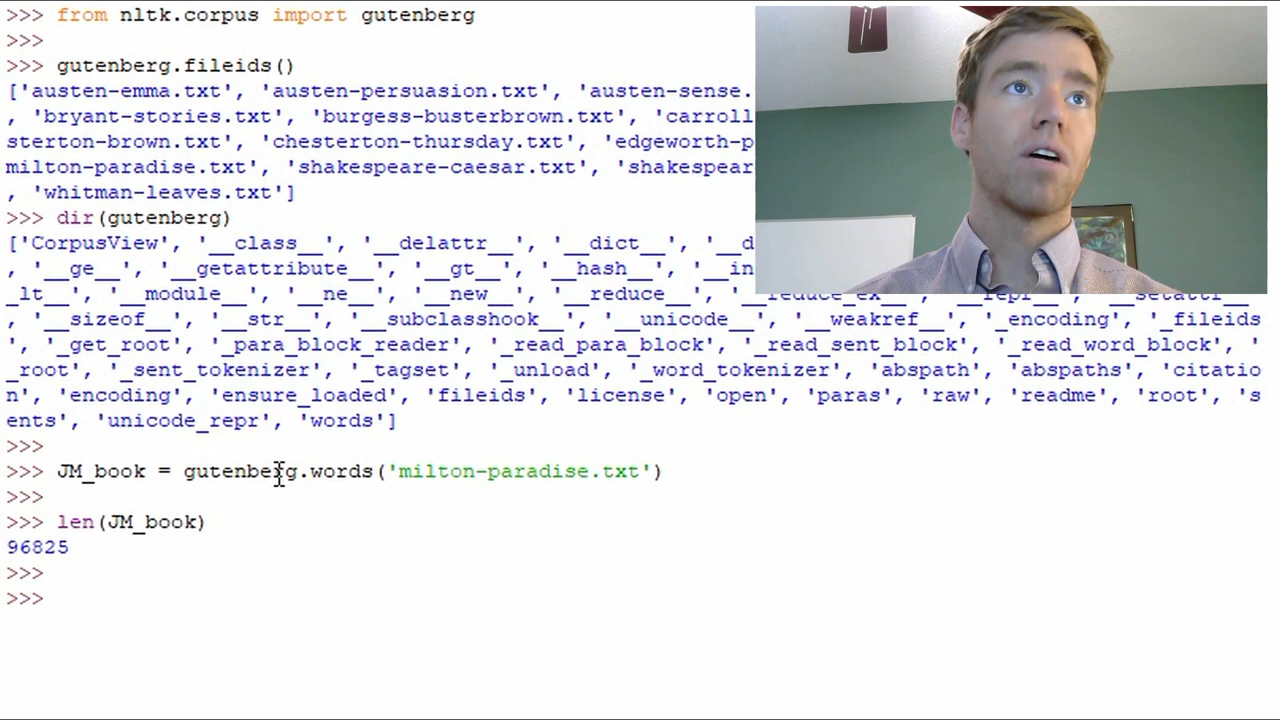 >>> from nltk.corpus import gutenberg
>>>
>>> gutenberg.fileids()
['austen-emma.txt', 'austen-persuasion.txt', 'austen-sense.
, 'bryant-stories.txt', 'burgess-busterbrown.txt', 'carroll
sterton-brown.txt', 'chesterton-thursday.txt', 'edgeworth-p
milton-paradise.txt', 'shakespeare-caesar.txt', 'shakespear
, 'whitman-leaves.txt']
>>> dir(gutenberg)
['CorpusView', '__class__', '__delattr__', '__dict__', '__d
, '__ge__', '__getattribute__', '__gt__', '__hash__', '__in
_lt__', '__module__', '__ne__', '__new__', '__reduce__', '__reduce_ex__', '__repr__', '__setattr__'
, '__sizeof__', '__str__', '__subclasshook__', '__unicode__', '__weakref__', '_encoding', '_fileids
', '_get_root', '_para_block_reader', '_read_para_block', '_read_sent_block', '_read_word_block', '
_root', '_sent_tokenizer', '_tagset', '_unload', '_word_tokenizer', 'abspath', 'abspaths', 'citatio
n', 'encoding', 'ensure_loaded', 'fileids', 'license', 'open', 'paras', 'raw', 'readme', 'root', 's
ents', 'unicode_repr', 'words']
>>>
>>> JM_book = gutenberg.words('milton-paradise.txt')
>>>
>>> len(JM_book)
96825
>>>
>>>